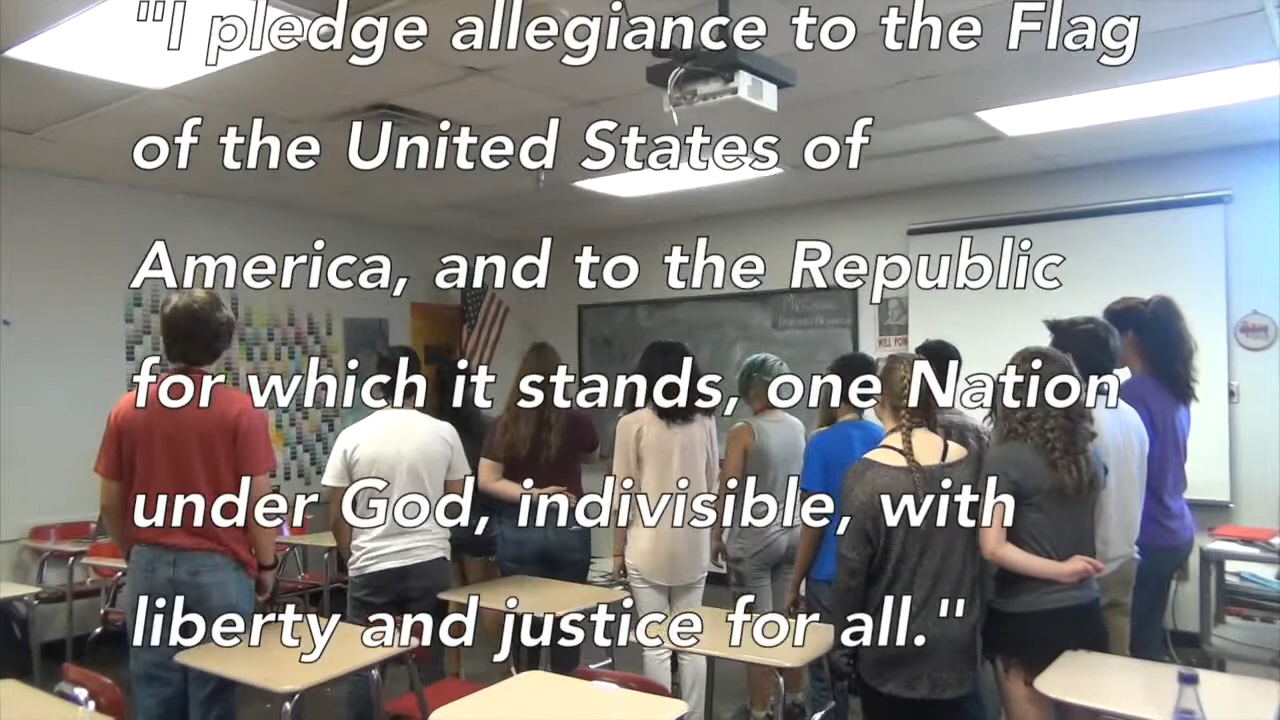 "I pledge allegiance to the Flag
of the United States of
America, and to the Republic
for which it stands, one Nation
under God, indivisible, with
liberty and justice for all."